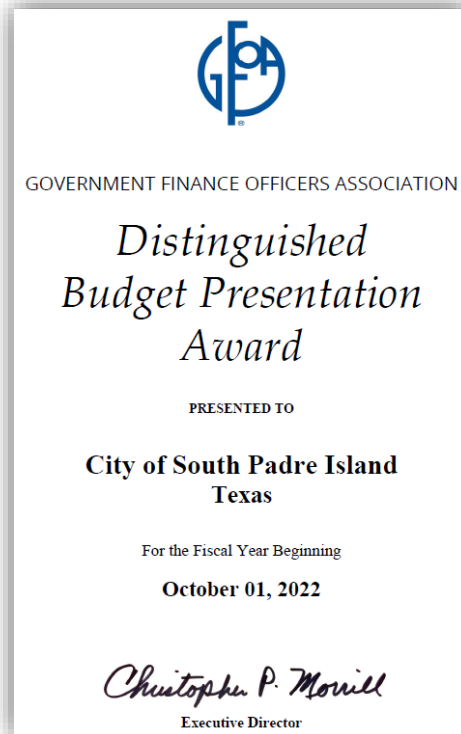 GFOA
®
GOVERNMENT FINANCE OFFICERS ASSOCIATION
Distinguished
Budget Presentation
Award
PRESENTED TO
City of South Padre Island
Texas
For the Fiscal Year Beginning
October 01, 2022
Christopher P. Morrill
Executive Director